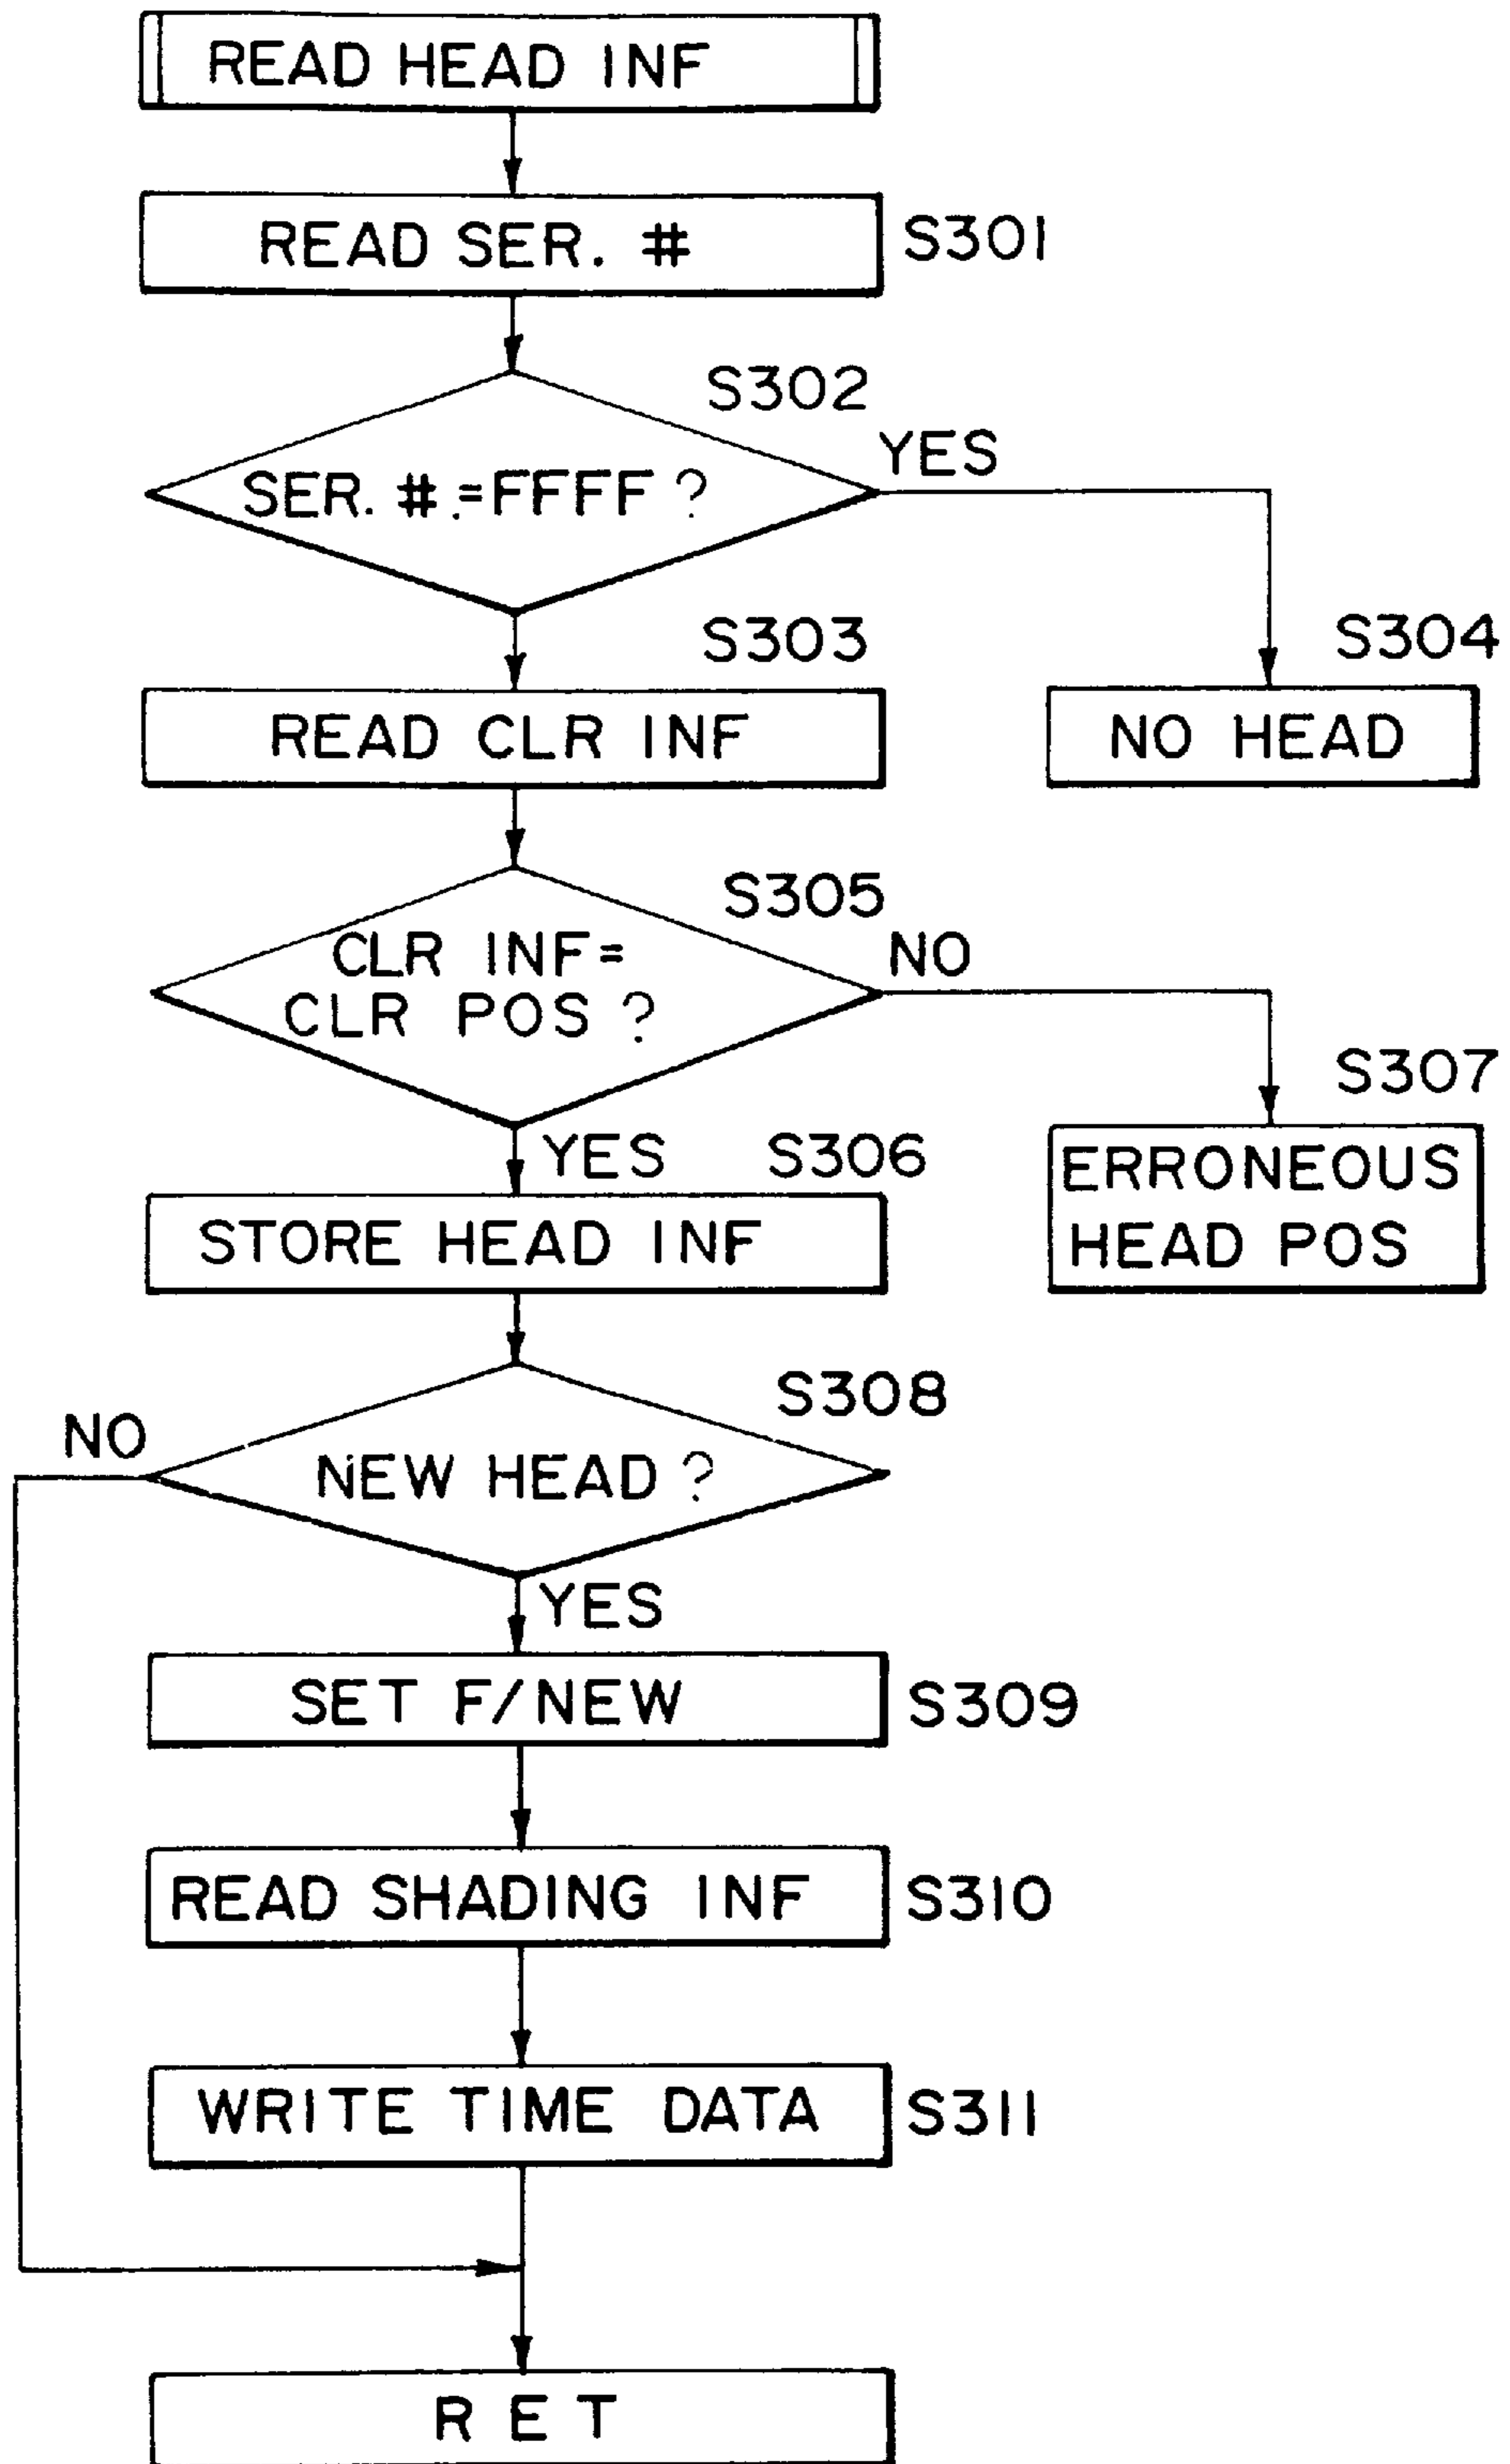 READ HEAD INF
READ SER. #
S301
S302
SER. #.=FFFF ?
YES
S303
S304
READ CLR INF
NO HEAD
S305
CLR INF=
CLR POS ?
NO
S307
YES
S306
ERRONEOUS
HEAD POS
STORE HEAD INF
S308
NO
NEW HEAD ?
YES
SET F/NEW
S309
READ SHADING INF
S310
WRITE TIME DATA
S311
RET